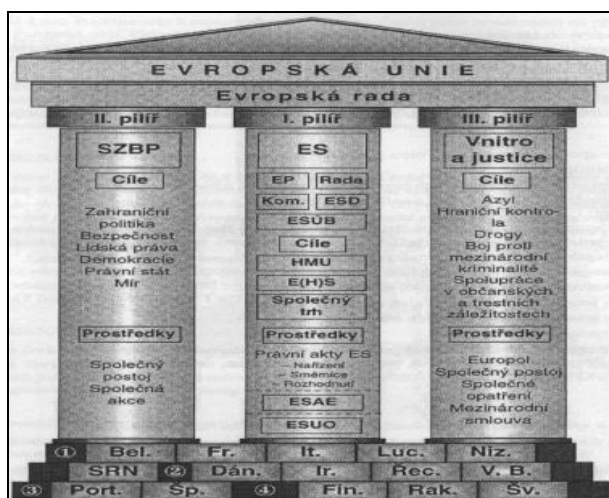 EVROPSKÁ UNIE
Evropská rada
II. pilíř
SZBP
Cíle
Zahraniční
politika
Bezpečnost
Lidská práva
Demokracie
Právní stát
Mír
Prostředky
Společný
postoj
Společná
akce
I. pilíř
ES
EP Rada
Kom. ESD
ESÚB
Cíle
HMU
E(H)S
Společný
trh
Prostředky
Právní akty ES
– Nařízení
– Směrnice
– Rozhodnutí
ESAE
ESUO
III. pilíř
Vnitro
a justice
Cíle
Azyl
Hraniční kontro-
la
Drogy
Boj proti
mezinárodní
kriminalitě
Spolupráce
v občanských
a trestních
záležitostech
Prostředky
Europol
Společný postoj
Společné
opatření
Mezinárodní
smlouva
① Bel. Fr. It. Luc. Niz.
SRN ② Dán. Ir. Řec. V. B.
③ Port. Šp. ④ Fin. Rak. Šv.